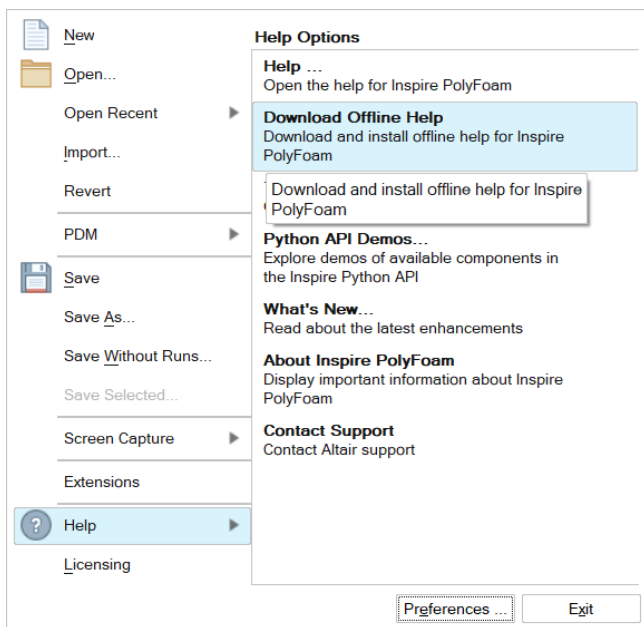 New
Open...
Open Recent
Import...
Revert
PDM
Save
Save As...
Save Without Runs...
Save Selected...
Screen Capture
Extensions
Help
Licensing
Help Options
Help ...
Open the help for Inspire PolyFoam
Download Offline Help
Download and install offline help for Inspire
PolyFoam
Download and install offline help for Inspire
PolyFoam
Python API Demos...
Explore demos of available components in
the Inspire Python API
What's New...
Read about the latest enhancements
About Inspire PolyFoam
Display important information about Inspire
PolyFoam
Contact Support
Contact Altair support
Preferences ...
Exit